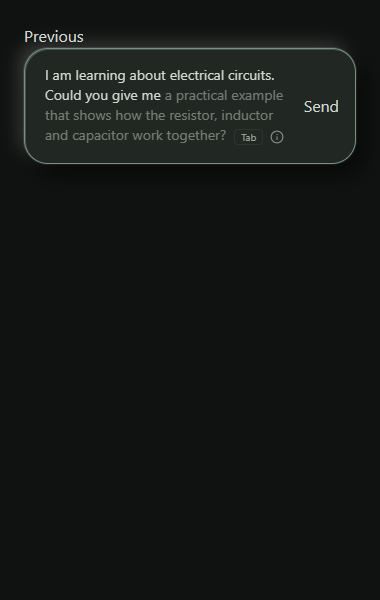 Previous
I am learning about electrical circuits.
Could you give me a practical example
that shows how the resistor, inductor
and capacitor work together? Tab
Send